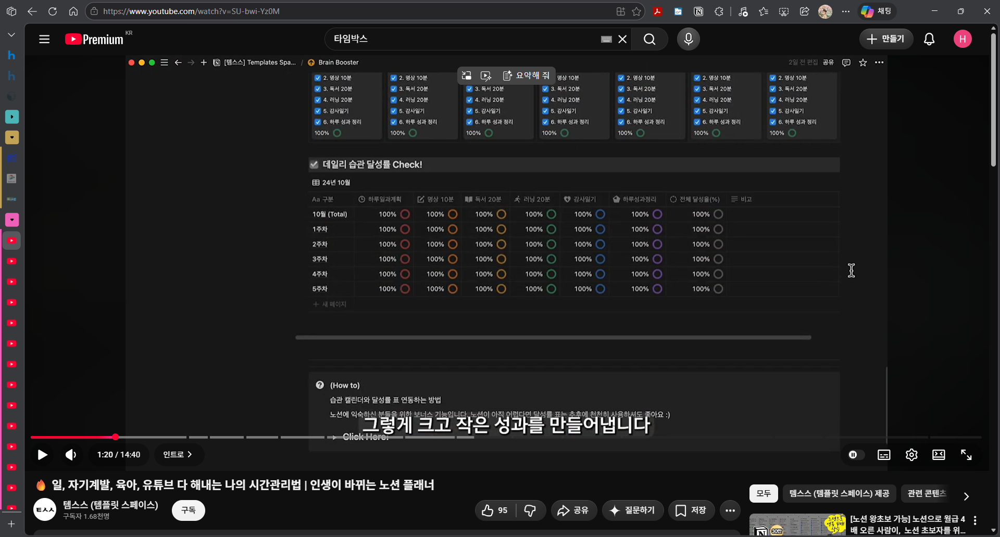 https://www.youtube.com/watch?v=SU-bwi-Yz0M
채팅
Premium KR
타임박스
만들기
H
[템스스] Templates Spa... / Brain Booster
2일 전 편집 공유
요약해 줘
2. 명상 10분 2. 명상 10분 명상 10분 2. 명상 10분 2. 명상 10분 2. 명상 10분
3. 독서 20분 3. 독서 20분 3. 독서 20분 3. 독서 20분 3. 독서 20분 3. 독서 20분 3. 독서 20분
4. 러닝 20분 4. 러닝 20분 4. 러닝 20분 4. 러닝 20분 4. 러닝 20분 4. 러닝 20분 4. 러닝 20분
5. 감사일기 5. 감사일기 5. 감사일기 5. 감사일기 5. 감사일기 5. 감사일기 5. 감사일기
6. 하루 성과 정리 6. 하루 성과 정리 6. 하루 성과 정리 6. 하루 성과 정리 6. 하루 성과 정리 6. 하루 성과 정리 6. 하루 성과 정리
100% 100% 100% 100% 100% 100% 100%
데일리 습관 달성률 Check!
24년 10월
Aa 구분 하루일과계획 명상 10분 독서 20분 러닝 20분 감사일기 하루성과정리 전체 달성율(%) 비고
10월 (Total) 100% 100% 100% 100% 100% 100% 100%
1주차 100% 100% 100% 100% 100% 100% 100%
2주차 100% 100% 100% 100% 100% 100% 100%
3주차 100% 100% 100% 100% 100% 100% 100%
4주차 100% 100% 100% 100% 100% 100% 100%
5주차 100% 100% 100% 100% 100% 100% 100%
+ 새 페이지
(How to)
습관 캘린더와 달성률 표 연동하는 방법
노션에 익숙하신 분들을 위한 보너스 기능입니다. 노션이 아직 어렵다면 달성률 표는 추후에 천천히 사용하셔도 좋아요 :)
그렇게 크고 작은 성과를 만들어냅니다
Click Here!
1:20 / 14:40
인트로
일, 자기계발, 육아, 유튜브 다 해내는 나의 시간관리법 | 인생이 바뀌는 노션 플래너
모두
템스스 (템플릿 스페이스) 제공
관련 콘텐츠
ㅌㅅㅅ
템스스 (템플릿 스페이스)
구독자 1.68천명
구독
95
공유
질문하기
저장
노션으로
연봉 4배
상승
30만
[노션 왕초보 가능] 노션으로 월급 4
배 오른 사람이, 노션 초보자를 위...